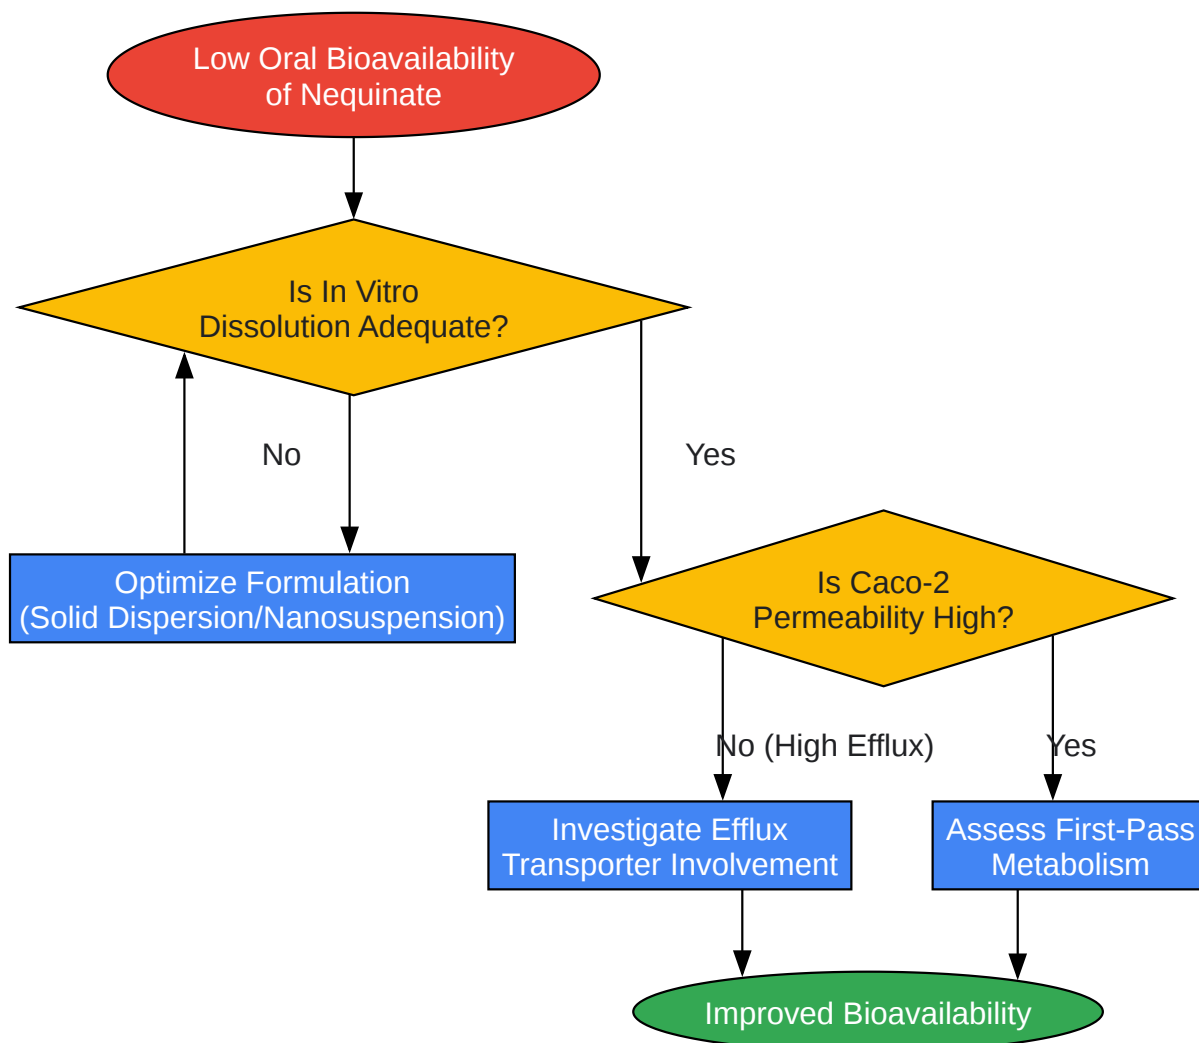 Low Oral Bioavailability
of Nequinate
Is In Vitro
Dissolution Adequate?
No
Yes
Optimize Formulation
(Solid Dispersion/Nanosuspension)
Is Caco-2
Permeability High?
No (High Efflux)
Yes
Investigate Efflux
Transporter Involvement
Assess First-Pass
Metabolism
Improved Bioavailability